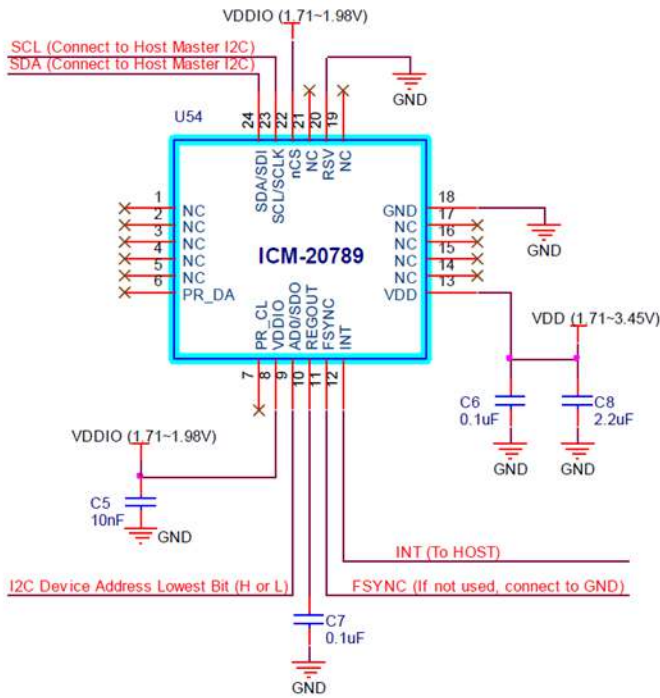 VDDIO (1.71~1.98V)
SCL (Connect to Host Master I2C)
SDA (Connect to Host Master I2C)
GND
U54
24
23
22
21
20
19
SDA/SDI
SCL/SCLK
nCS
NC
RSV
NC
1
2
3
4
5
6
NC
NC
NC
NC
NC
PR_DA
ICM-20789
GND
NC
NC
NC
NC
VDD
18
17
16
15
14
13
GND
PR_CL
VDDIO
AD0/SDO
REGOUT
FSYNC
INT
7
8
9
10
11
12
VDD (1.71~3.45V)
C6
0.1uF
C8
2.2uF
GND
GND
VDDIO (1.71~1.98V)
C5
10nF
GND
INT (To HOST)
I2C Device Address Lowest Bit (H or L)
FSYNC (If not used, connect to GND)
C7
0.1uF
GND